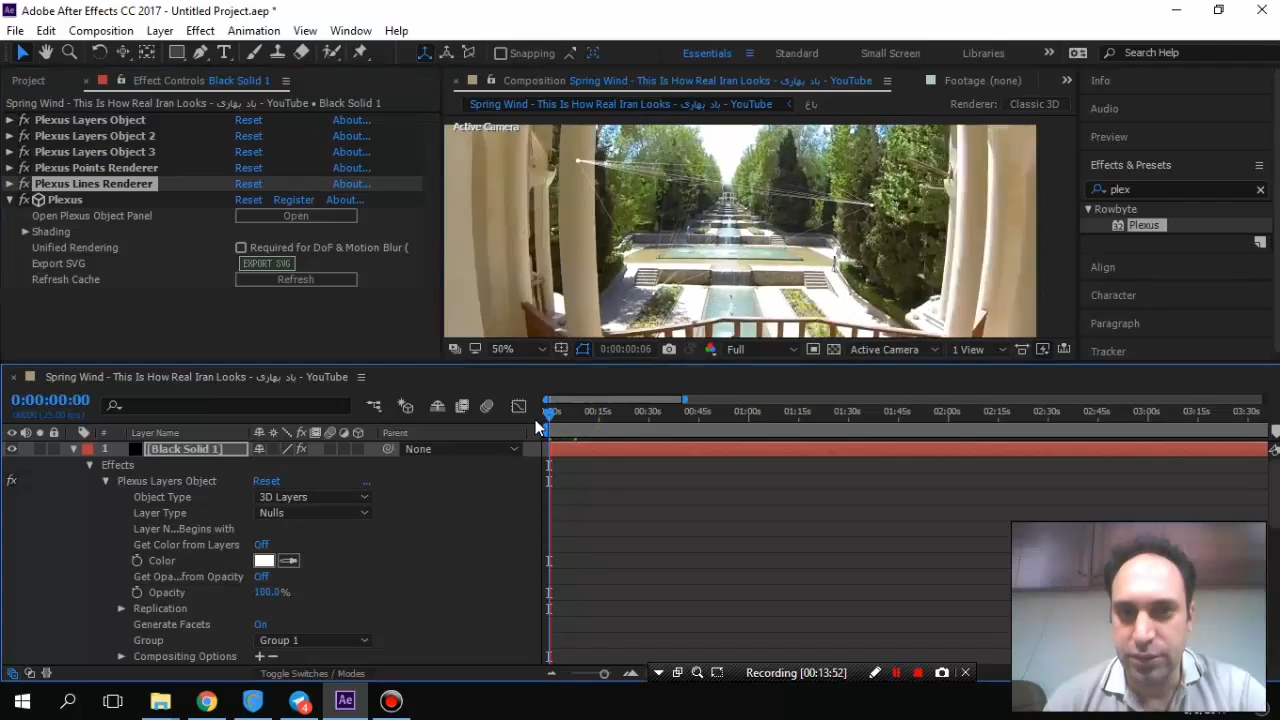 Adobe After Effects CC 2017 - Untitled Project.aep *
File Edit Composition Layer Effect Animation View Window Help
Snapping
Essentials Standard Small Screen Libraries Search Help
Project Effect Controls Black Solid 1
Composition Spring Wind - This Is How Real Iran Looks - باد بهاری - YouTube Footage (none)
Spring Wind - This Is How Real Iran Looks - باد بهاری - YouTube • Black Solid 1
Spring Wind - This Is How Real Iran Looks - باد بهاری - YouTube باغ Renderer: Classic 3D
Active Camera
Plexus Layers Object Reset About...
Plexus Layers Object 2 Reset About...
Plexus Layers Object 3 Reset About...
Plexus Points Renderer Reset About...
Plexus Lines Renderer Reset About...
Plexus Reset Register About...
Open Plexus Object Panel Open
Shading
Unified Rendering Required for DoF & Motion Blur (
Export SVG EXPORT SVG
Refresh Cache Refresh
50% 0:00:00:06 Full Active Camera 1 View
Info
Audio
Preview
Effects & Presets
plex
Rowbyte
32 Plexus
Align
Character
Paragraph
Tracker
Spring Wind - This Is How Real Iran Looks - باد بهاری - YouTube
0:00:00:00
00000 (25.00 fps)
00:15s 00:30s 00:45s 01:00s 01:15s 01:30s 01:45s 02:00s 02:15s 02:30s 02:45s 03:00s 03:15s 03:30s
# Layer Name Parent
1 [Black Solid 1] None
Effects
Plexus Layers Object Reset ...
Object Type 3D Layers
Layer Type Nulls
Layer N...Begins with
Get Color from Layers Off
Color
Get Opa...from Opacity Off
Opacity 100.0%
Replication
Generate Facets On
Group Group 1
Compositing Options + −
Toggle Switches / Modes
Recording [00:13:52]
4
Ae